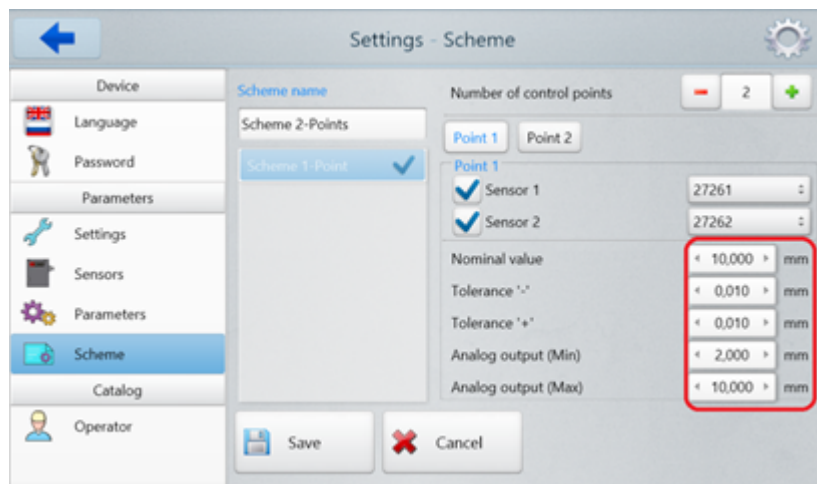 Settings - Scheme
Device
Language
Password
Parameters
Settings
Sensors
Parameters
Scheme
Catalog
Operator
Scheme name
Scheme 2-Points
Scheme 1-Point
Save
Cancel
Number of control points
2
Point 1
Point 2
Point 1
Sensor 1
27261
Sensor 2
27262
Nominal value
10,000
mm
Tolerance '-'
0,010
mm
Tolerance '+'
0,010
mm
Analog output (Min)
2,000
mm
Analog output (Max)
10,000
mm